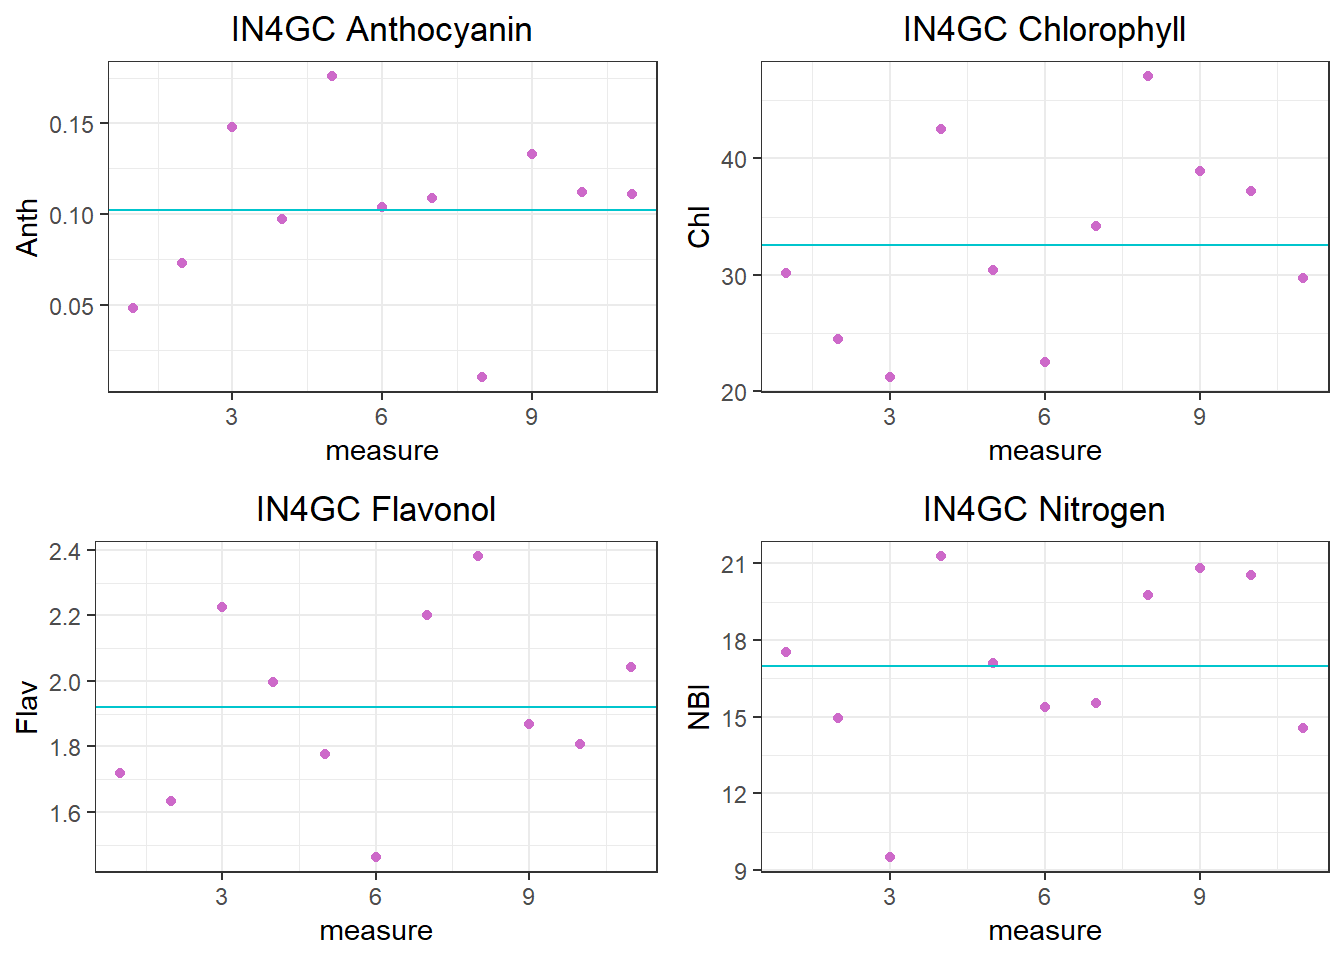 IN4GC Anthocyanin
Anth
0.15
0.10
0.05
3 6 9
measure
IN4GC Chlorophyll
Chl
40
30
20
3 6 9
measure
IN4GC Flavonol
Flav
2.4
2.2
2.0
1.8
1.6
3 6 9
measure
IN4GC Nitrogen
NBI
21
18
15
12
9
3 6 9
measure